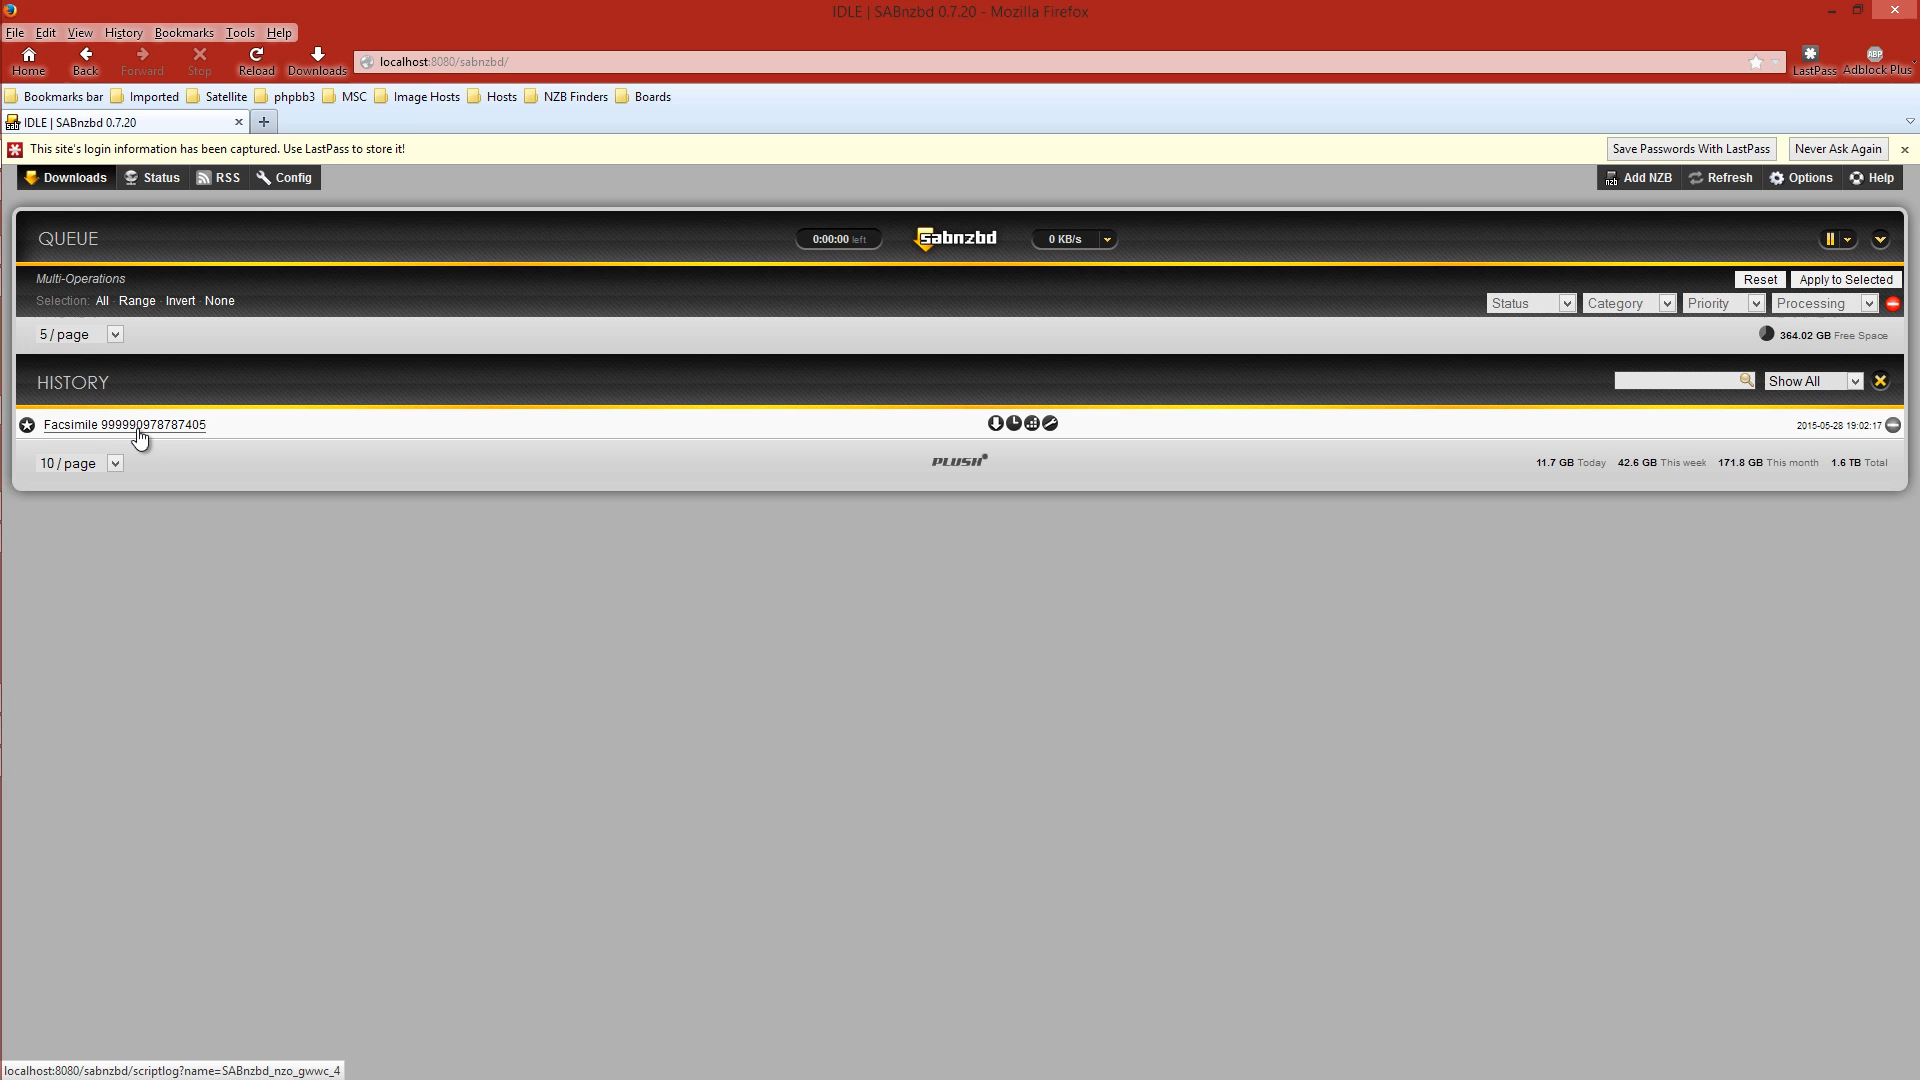 IDLE | SABnzbd 0.7.20 - Mozilla Firefox
File Edit View History Bookmarks Tools Help
Home Back Forward Stop Reload Downloads localhost:8080/sabnzbd/ LastPass Adblock Plus
Bookmarks bar Imported Satellite phpbb3 MSC Image Hosts Hosts NZB Finders Boards
IDLE | SABnzbd 0.7.20
This site's login information has been captured. Use LastPass to store it! Save Passwords With LastPass Never Ask Again
Downloads Status RSS Config Add NZB Refresh Options Help
QUEUE 0:00:00 left sabnzbd 0 KB/s
Multi-Operations Reset Apply to Selected
Selection: All Range Invert None Status Category Priority Processing
5 / page 364.02 GB Free Space
HISTORY Show All
Facsimile 999990978787405 2015-05-28 19:02:17
10 / page PLUSH 11.7 GB Today 42.6 GB This week 171.8 GB This month 1.6 TB Total
localhost:8080/sabnzbd/scriptlog?name=SABnzbd_nzo_gwwc_4